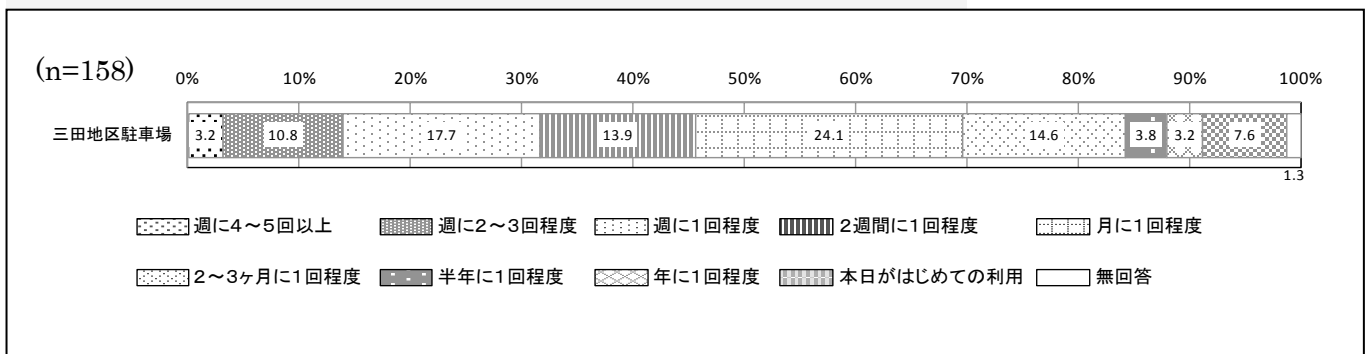 (n=158)
0% 10% 20% 30% 40% 50% 60% 70% 80% 90% 100%
三田地区駐車場 3.2 10.8 17.7 13.9 24.1 14.6 3.8 3.2 7.6
1.3
週に4～5回以上 週に2～3回程度 週に1回程度 2週間に1回程度 月に1回程度
2～3ヶ月に1回程度 半年に1回程度 年に1回程度 本日がはじめての利用 無回答